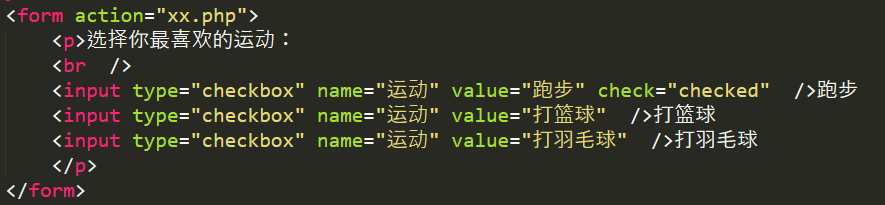 <form action="xx.php">
<p>选择你最喜欢的运动：
<br  />
<input type="checkbox" name="运动" value="跑步" check="checked"  />跑步
<input type="checkbox" name="运动" value="打篮球"  />打篮球
<input type="checkbox" name="运动" value="打羽毛球"  />打羽毛球
</p>
</form>